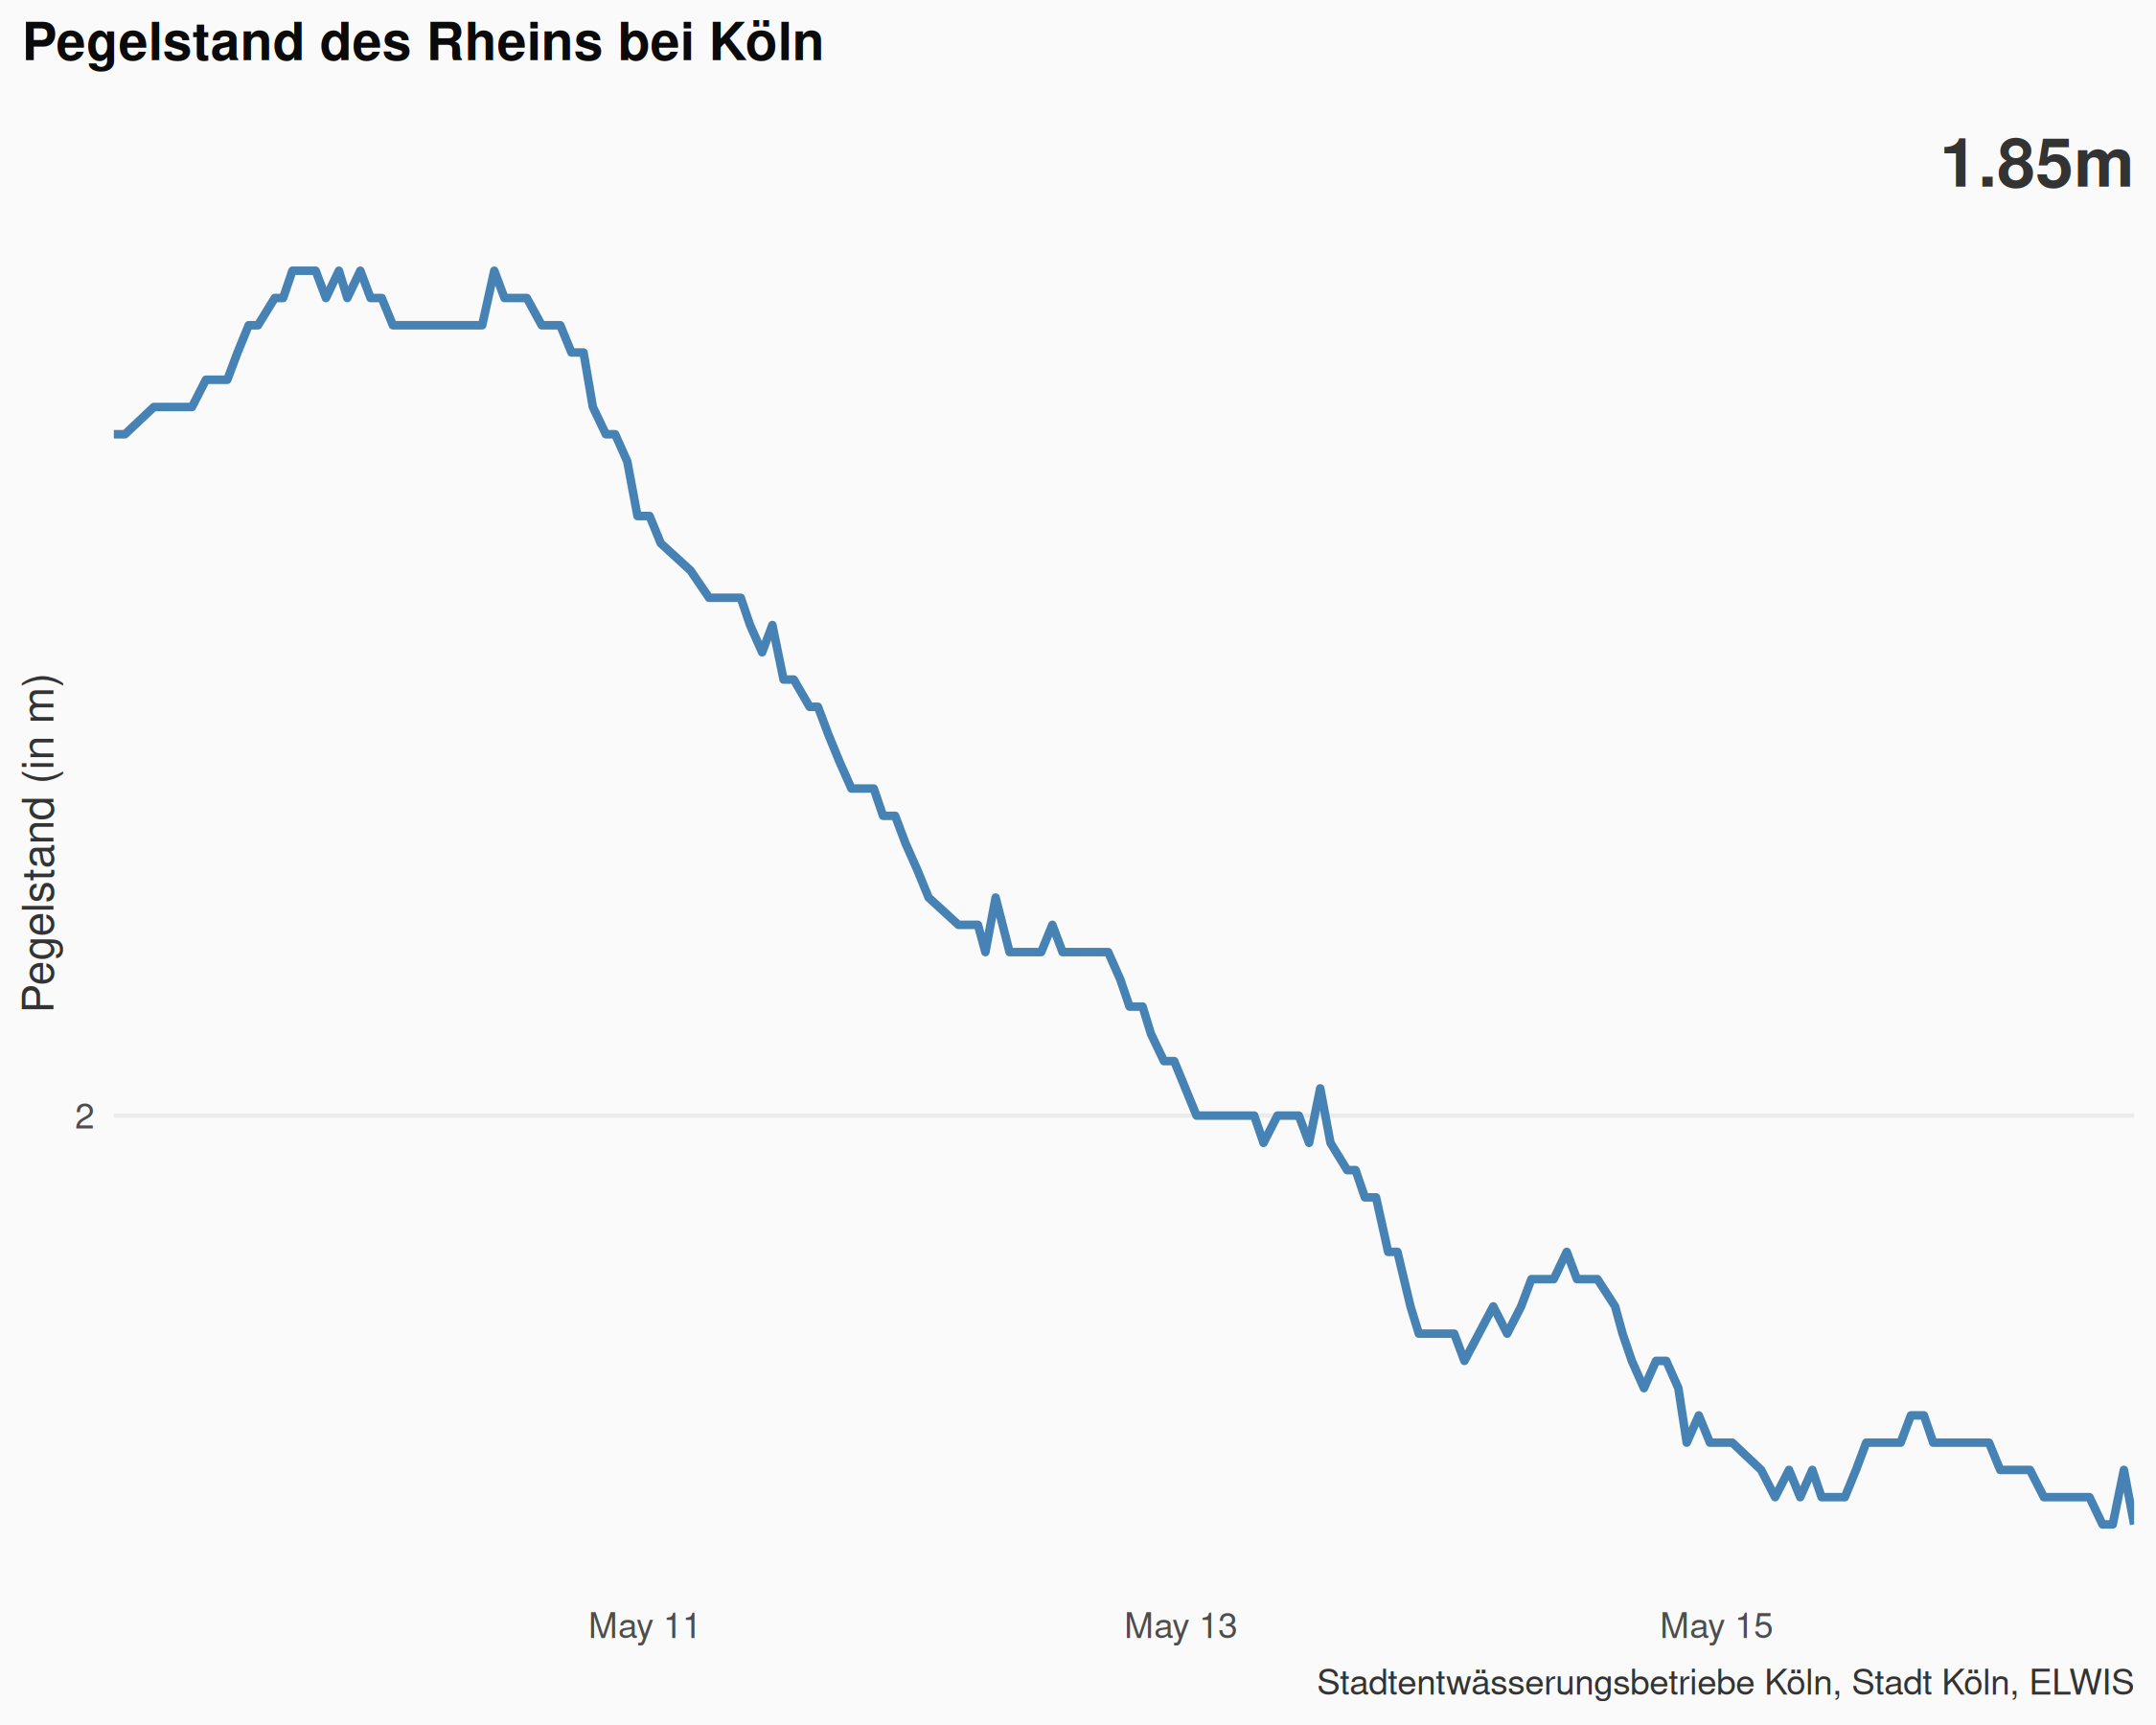 Pegelstand des Rheins bei Köln
1.85m
Pegelstand (in m)
2
May 11
May 13
May 15
Stadtentwässerungsbetriebe Köln, Stadt Köln, ELWIS